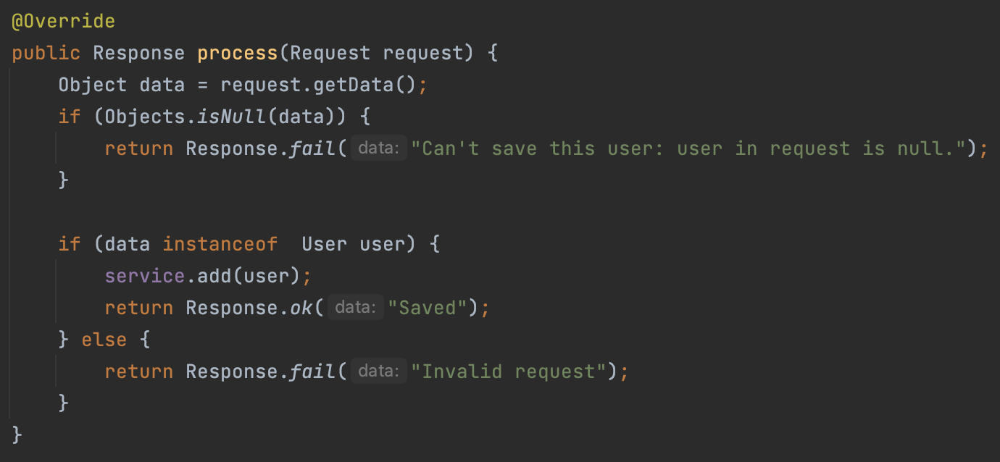 @Override
public Response process(Request request) {
    Object data = request.getData();
    if (Objects.isNull(data)) {
        return Response.fail( data: "Can't save this user: user in request is null.");
    }

    if (data instanceof  User user) {
        service.add(user);
        return Response.ok( data: "Saved");
    } else {
        return Response.fail( data: "Invalid request");
    }
}